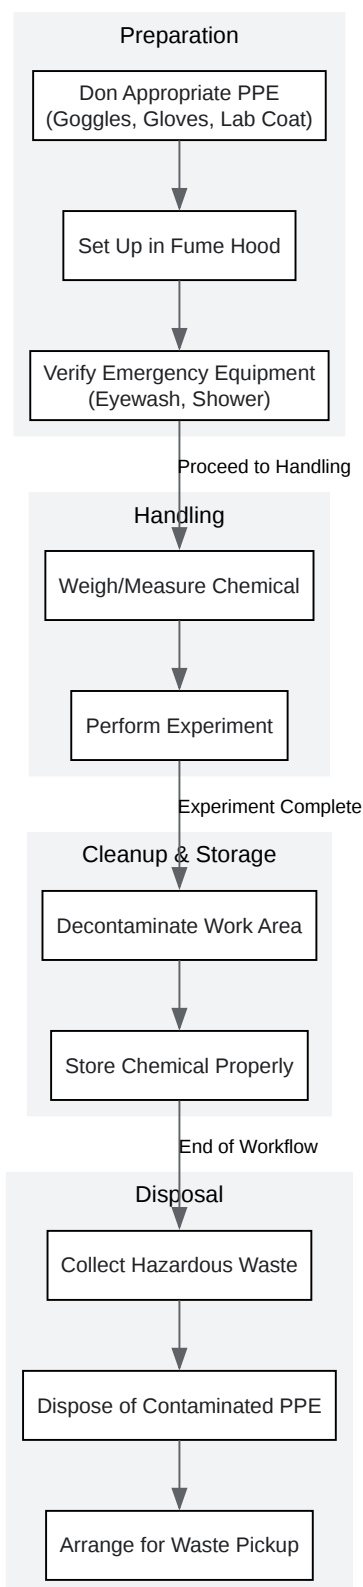 Preparation
Don Appropriate PPE
(Goggles, Gloves, Lab Coat)
Set Up in Fume Hood
Verify Emergency Equipment
(Eyewash, Shower)
Proceed to Handling
Handling
Weigh/Measure Chemical
Perform Experiment
Experiment Complete
Cleanup & Storage
Decontaminate Work Area
Store Chemical Properly
End of Workflow
Disposal
Collect Hazardous Waste
Dispose of Contaminated PPE
Arrange for Waste Pickup